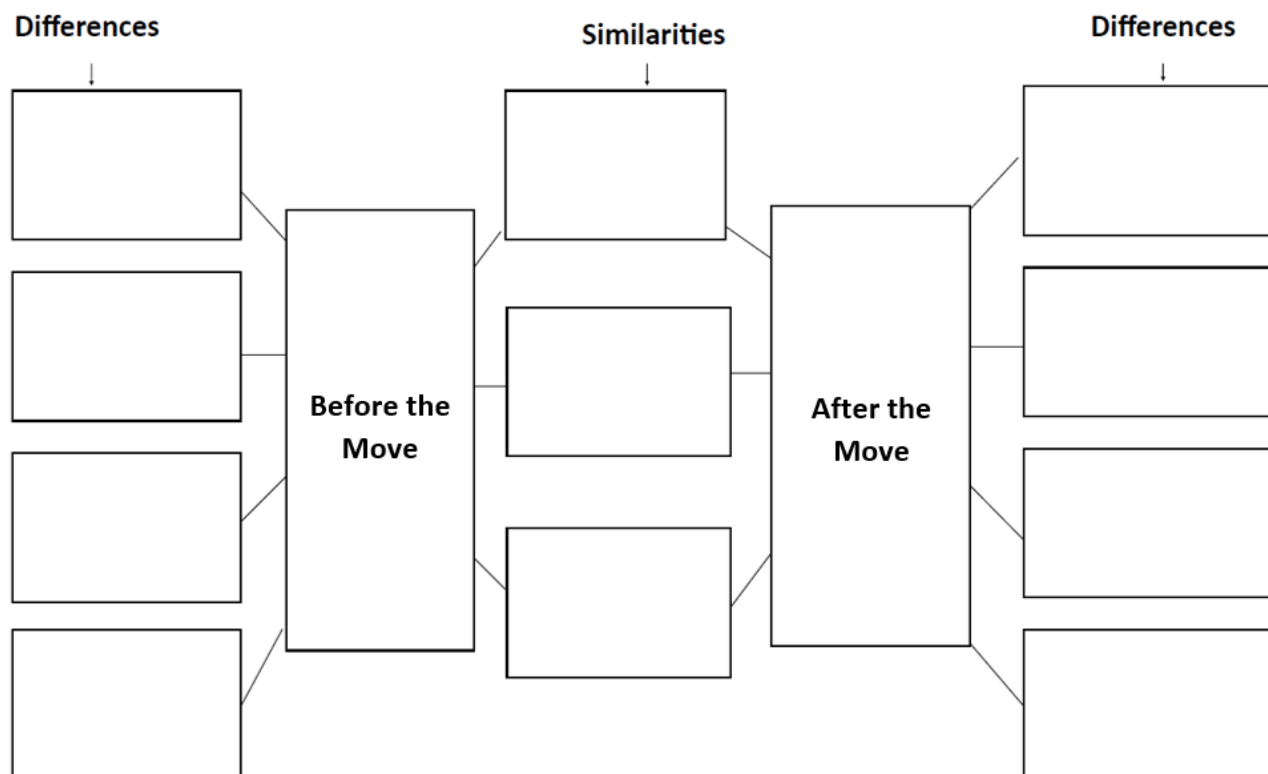 Differences
Similarities
Differences
Before the
Move
After the
Move